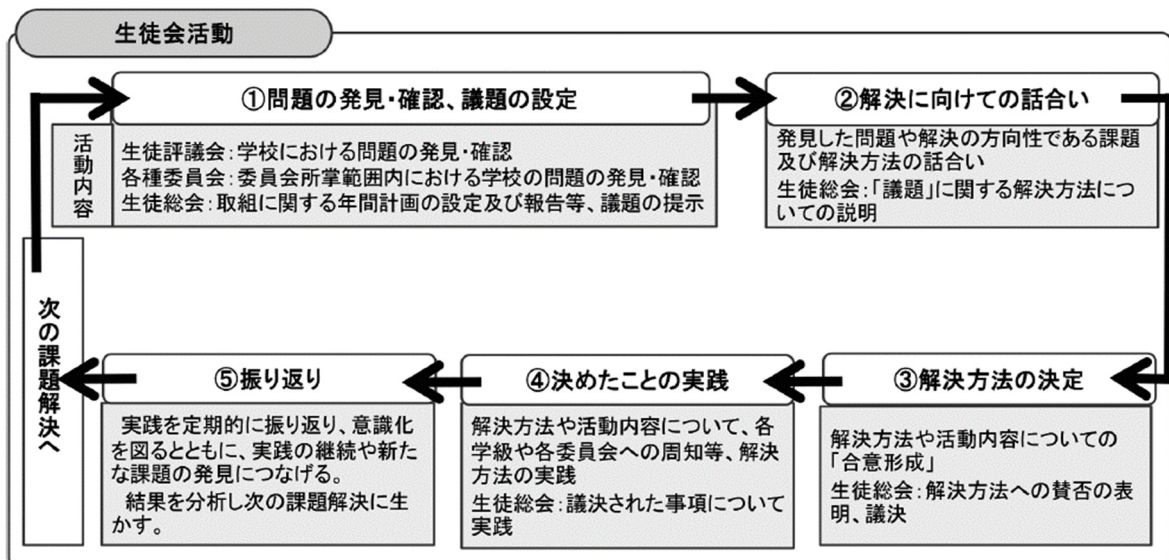 生徒会活動
①問題の発見・確認、議題の設定
活動内容
生徒評議会：学校における問題の発見・確認
各種委員会：委員会所掌範囲内における学校の問題の発見・確認
生徒総会：取組に関する年間計画の設定及び報告等、議題の提示
②解決に向けての話合い
発見した問題や解決の方向性である課題
及び解決方法の話合い
生徒総会：「議題」に関する解決方法につい
ての説明
③解決方法の決定
解決方法や活動内容についての
「合意形成」
生徒総会：解決方法への賛否の表
明、議決
④決めたことの実践
解決方法や活動内容について、各
学級や各委員会への周知等、解決
方法の実践
生徒総会：議決された事項について
実践
⑤振り返り
実践を定期的に振り返り、意識化
を図るとともに、実践の継続や新た
な課題の発見につなげる。
結果を分析し次の課題解決に生
かす。
次の課題解決へ